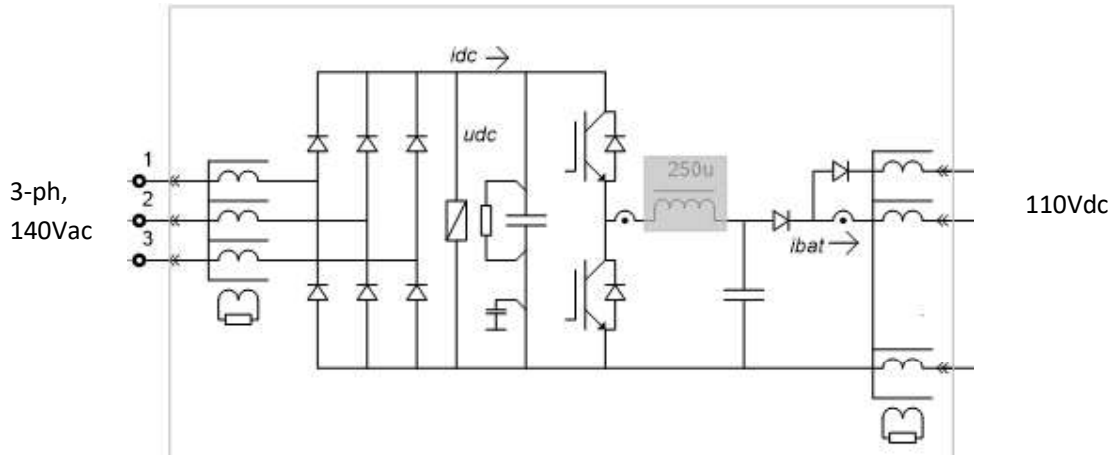 idc
udc
1
2
3
3-ph,
140Vac
250u
ibat
110Vdc